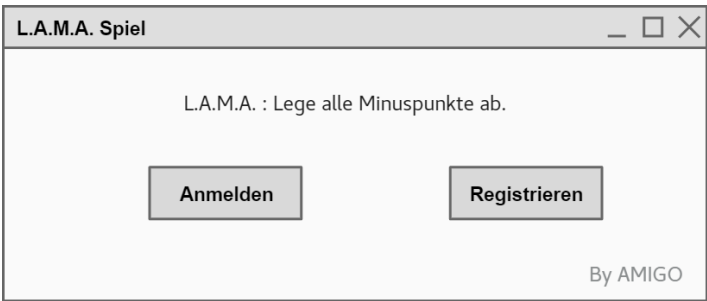 L.A.M.A. Spiel
L.A.M.A. : Lege alle Minuspunkte ab.
Anmelden Registrieren
By AMIGO